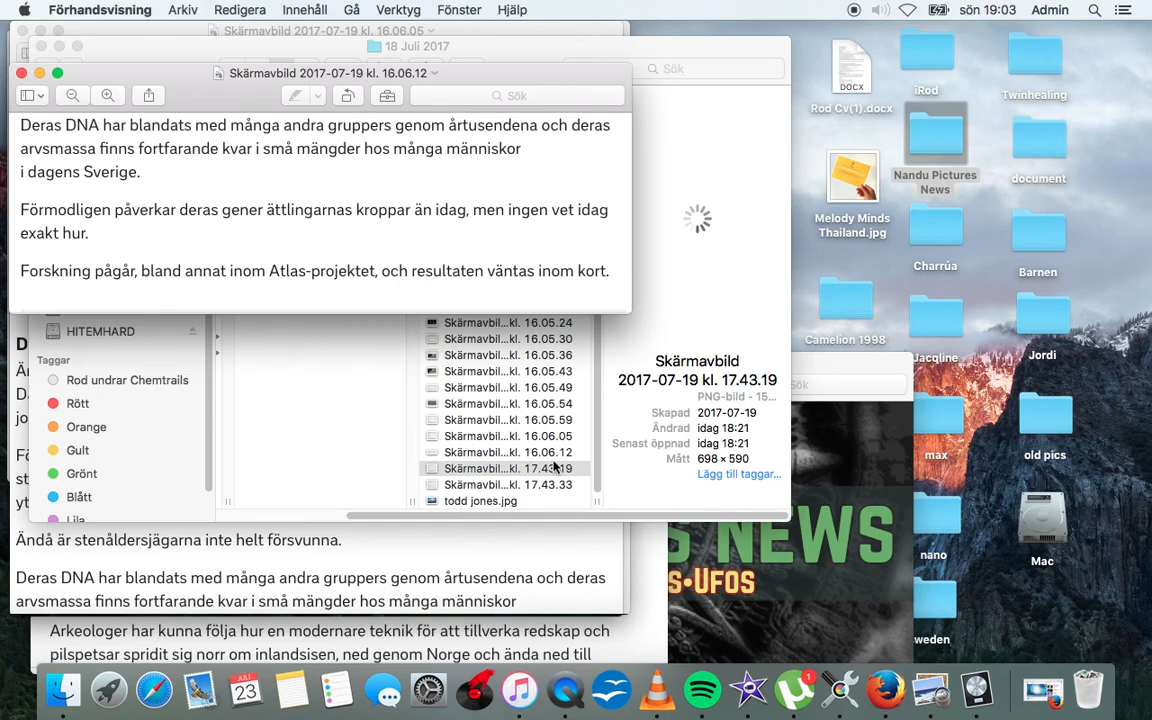 Förhandsvisning Arkiv Redigera Innehåll Gå Verktyg Fönster Hjälp
sön 19:03 Admin
Skärmavbild 2017-07-19 kl. 16.06.05
18 Juli 2017
Skärmavbild 2017-07-19 kl. 16.06.12
Sök
Sök
Deras DNA har blandats med många andra gruppers genom årtusendena och deras
arvsmassa finns fortfarande kvar i små mängder hos många människor
i dagens Sverige.
Förmodligen påverkar deras gener ättlingarnas kroppar än idag, men ingen vet idag
exakt hur.
Forskning pågår, bland annat inom Atlas-projektet, och resultaten väntas inom kort.
HITEMHARD
Taggar
Rod undrar Chemtrails
Rött
Orange
Gult
Grönt
Blått
Lila
Skärmavbil...kl. 16.05.24
Skärmavbil...kl. 16.05.30
Skärmavbil...kl. 16.05.36
Skärmavbil...kl. 16.05.43
Skärmavbil...kl. 16.05.49
Skärmavbil...kl. 16.05.54
Skärmavbil...kl. 16.05.59
Skärmavbil...kl. 16.06.05
Skärmavbil...kl. 16.06.12
Skärmavbil...kl. 17.43.19
Skärmavbil...kl. 17.43.33
todd jones.jpg
Skärmavbild
2017-07-19 kl. 17.43.19
PNG-bild - 15...
Skapad 2017-07-19
Ändrad idag 18:21
Senast öppnad idag 18:21
Mått 698 × 590
Lägg till taggar...
Sök
S NEWS
S•UFOS
Ändå är stenåldersjägarna inte helt försvunna.
Deras DNA har blandats med många andra gruppers genom årtusendena och deras
arvsmassa finns fortfarande kvar i små mängder hos många människor
Arkeologer har kunna följa hur en modernare teknik för att tillverka redskap och
pilspetsar spridit sig norr om inlandsisen, ned genom Norge och ända ned till
DOCX
Rod Cv(1).docx
iRod
Twinhealing
Nandu Pictures
News
document
Melody Minds
Thailand.jpg
Charrúa
Barnen
Camelion 1998
Jacqline
Jordi
max
old pics
nano
Mac
weden
JULI
23
1